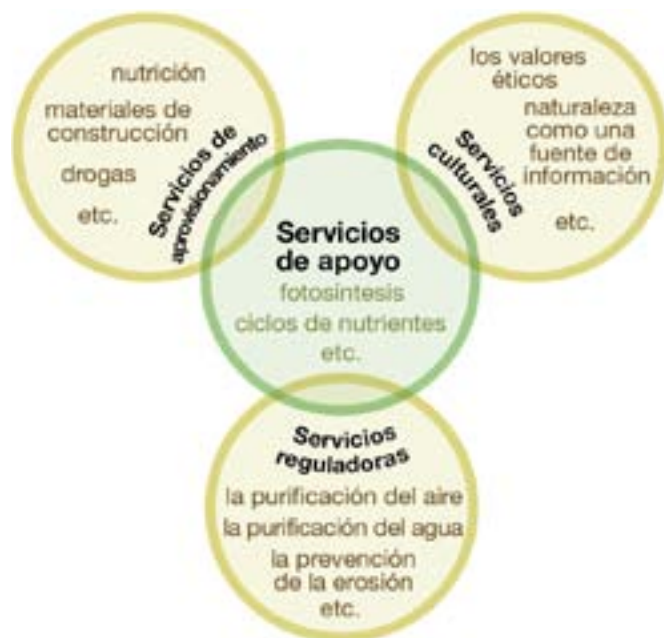 nutrición
materiales de
construcción
drogas
etc.
Servicios de
aprovisionamiento
los valores
éticos
naturaleza
como una
fuente de
información
etc.
Servicios
culturales
Servicios
de apoyo
fotosíntesis
ciclos de nutrientes
etc.
Servicios
reguladoras
la purificación del aire
la purificación del agua
la prevención
de la erosión
etc.